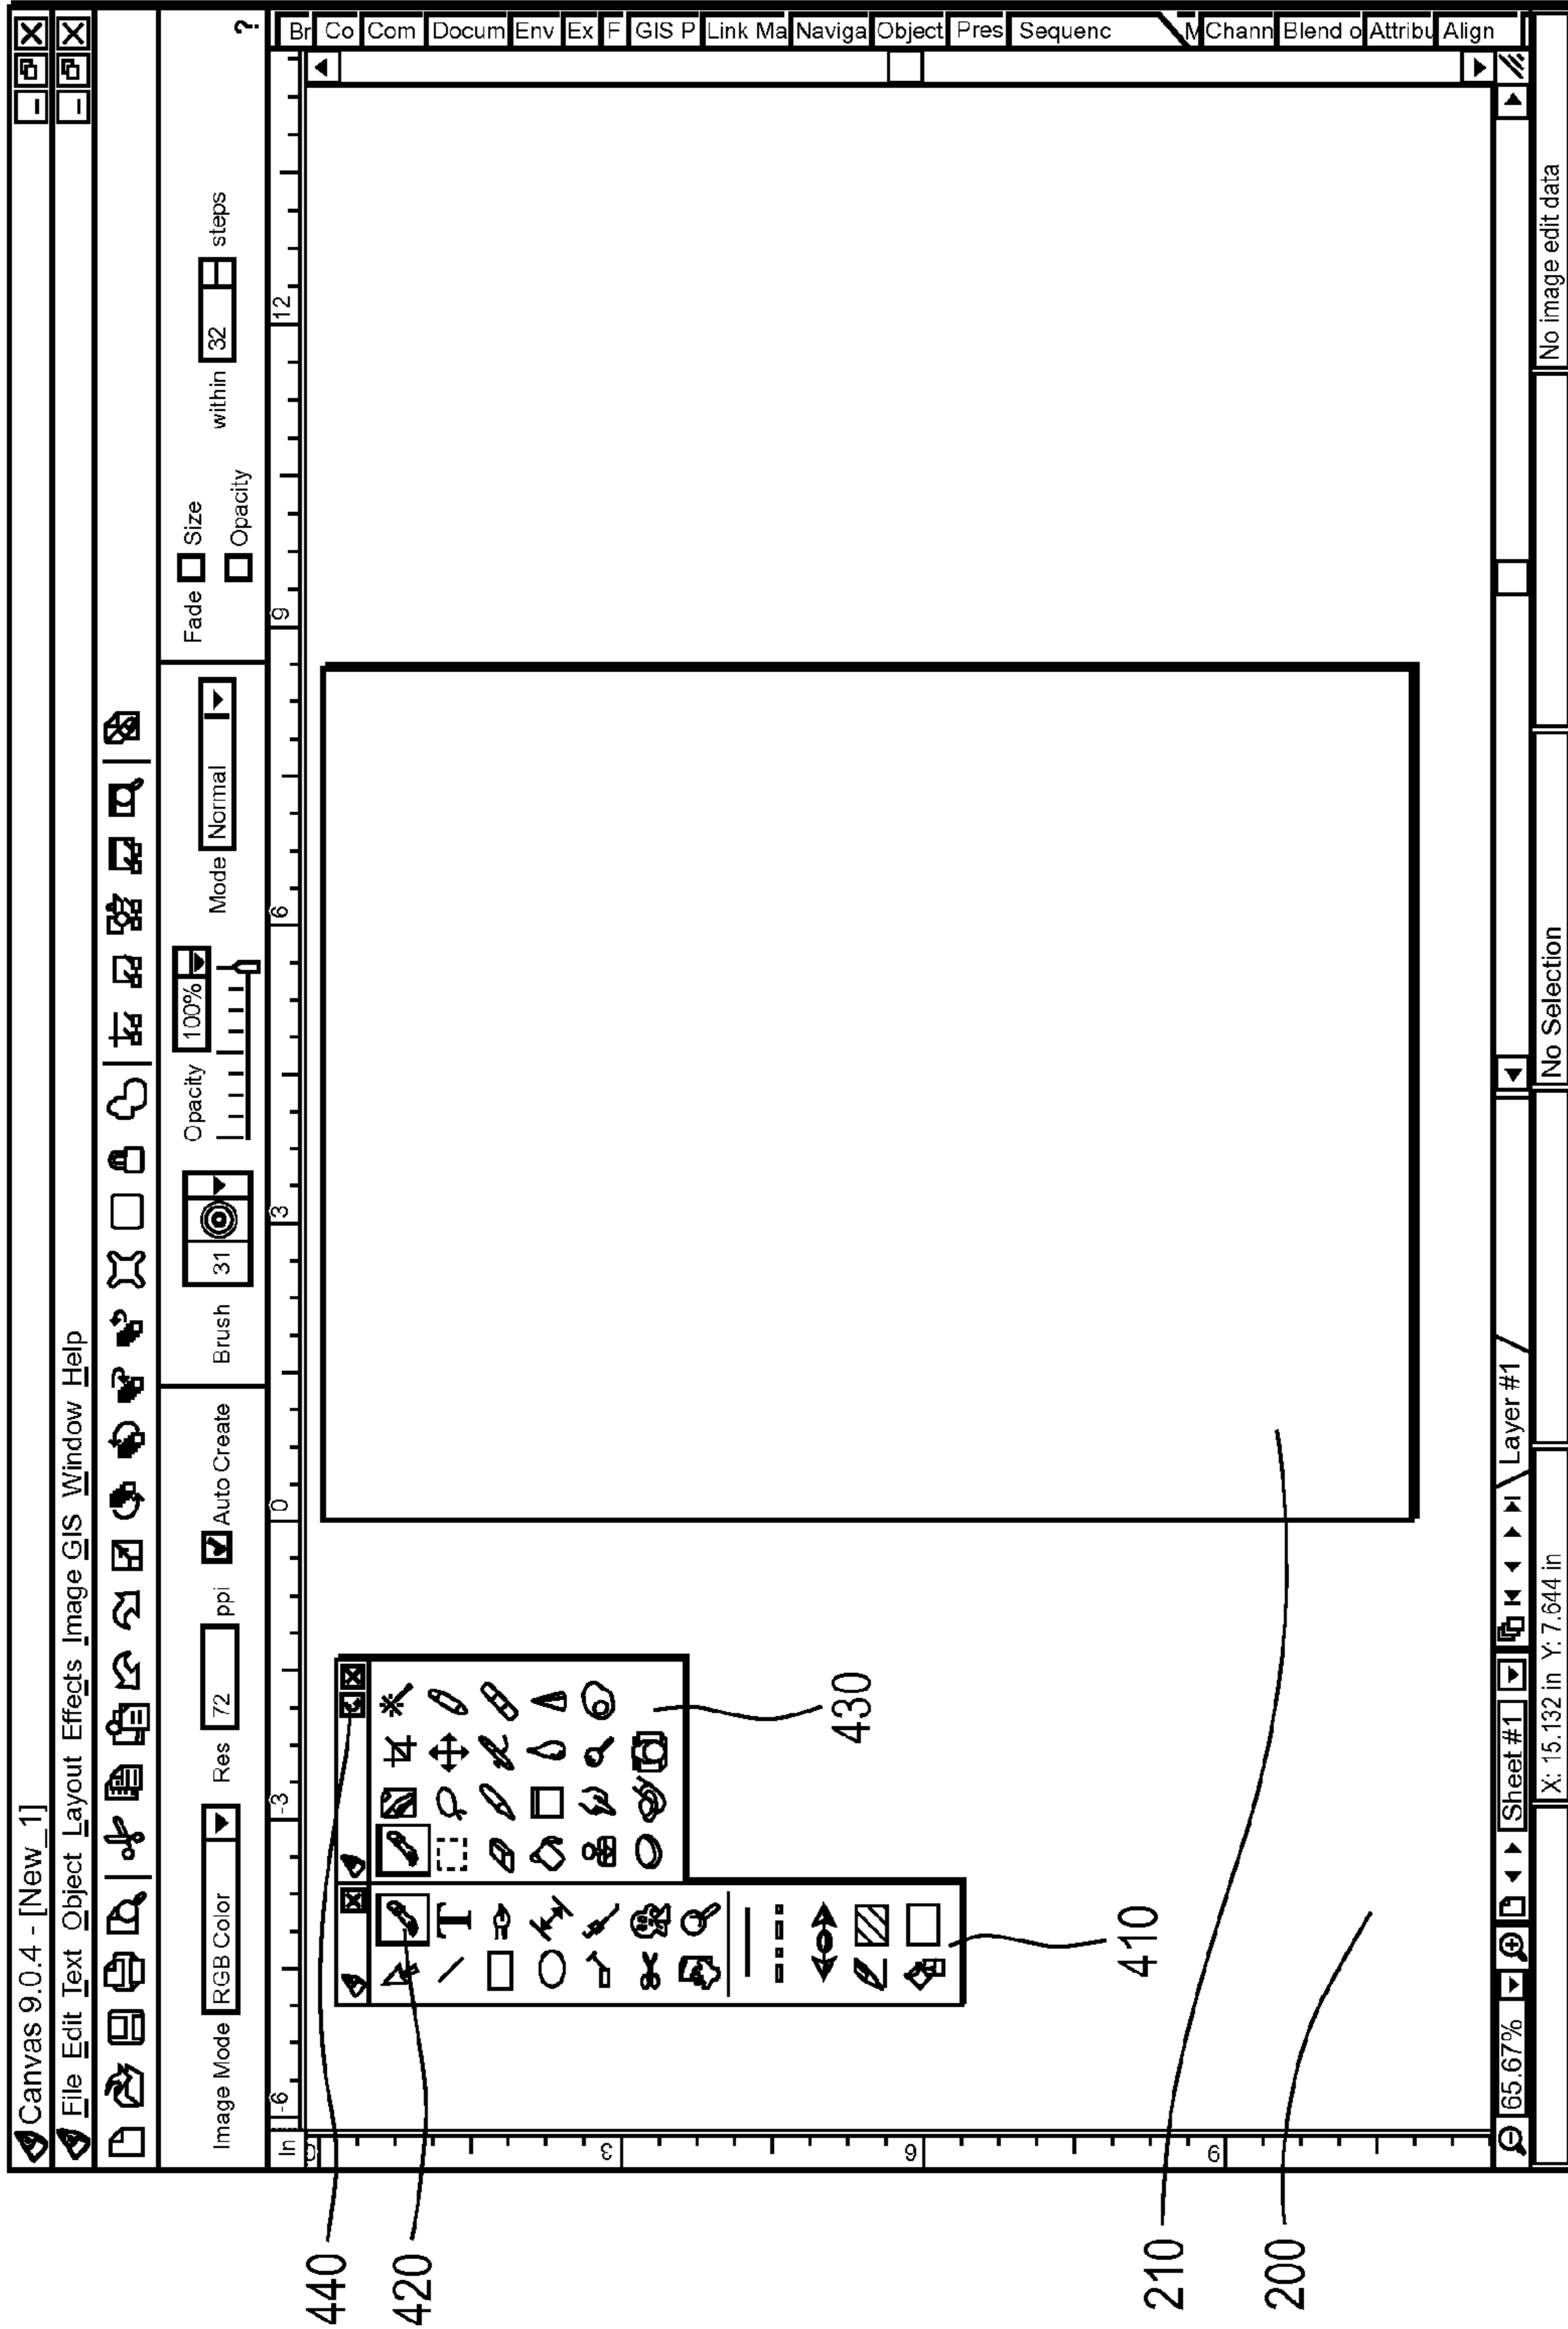 Canvas 9.0.4 - [New_1]
File Edit Text Object Layout Effects Image GIS Window Help
Image Mode RGB Color Res 72 ppi Auto Create
Brush 31 Opacity 100% Mode Normal
Fade Size Opacity within 32 steps ?
In -6 -3 0 3 6 9 12
0
3
6
9
Br
Co
Com
Docum
Env
Ex
F
GIS P
Link Ma
Naviga
Object
Pres
Sequenc
M
Chann
Blend o
Attribu
Align
T
65.67% Sheet #1 Layer #1
X: 15.132 in Y: 7.644 in No Selection No image edit data
440
420
430
410
210
200